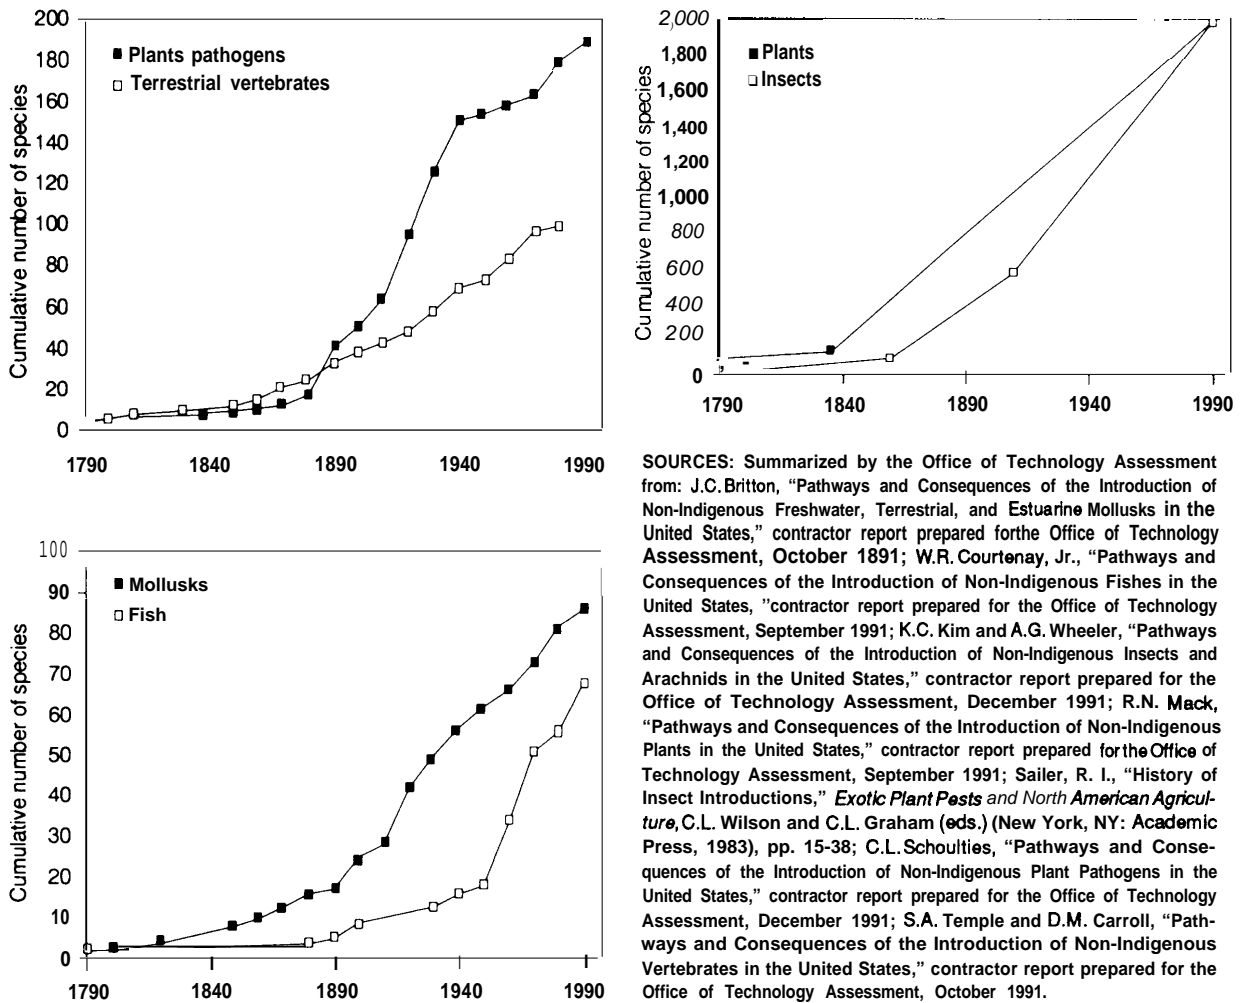 200
180
160
140
120
100
80
60
40
20
0
Cumulative number of species
Plants pathogens
Terrestrial vertebrates
1790 1840 1890 1940 1990
2,000
2,000
1,800
1,600
1,400
1,200
1,000
800
600
400
200
0
Cumulative number of species
Plants
Insects
1790 1840 1890 1940 1990
100
90
80
70
60
50
40
30
20
10
0
Cumulative number of species
Mollusks
Fish
1790 1840 1890 1940 1990
SOURCES: Summarized by the Office of Technology Assessment
from: J.C. Britton, “Pathways and Consequences of the Introduction of
Non-Indigenous Freshwater, Terrestrial, and Estuarine Mollusks in the
United States,” contractor report prepared forthe Office of Technology
Assessment, October 1891; W.R. Courtenay, Jr., “Pathways and
Consequences of the Introduction of Non-Indigenous Fishes in the
United States, ”contractor report prepared for the Office of Technology
Assessment, September 1991; K.C. Kim and A.G. Wheeler, “Pathways
and Consequences of the Introduction of Non-Indigenous Insects and
Arachnids in the United States,” contractor report prepared for the
Office of Technology Assessment, December 1991; R.N. Mack,
“Pathways and Consequences of the Introduction of Non-Indigenous
Plants in the United States,” contractor report prepared for the Office of
Technology Assessment, September 1991; Sailer, R. I., “History of
Insect Introductions,” Exotic Plant Pests and North American Agricul-
ture, C.L. Wilson and C.L. Graham (eds.) (New York, NY: Academic
Press, 1983), pp. 15-38; C.L. Schoulties, “Pathways and Conse-
quences of the Introduction of Non-Indigenous Plant Pathogens in the
United States,” contractor report prepared for the Office of Technology
Assessment, December 1991; S.A. Temple and D.M. Carroll, “Path-
ways and Consequences of the Introduction of Non-Indigenous
Vertebrates in the United States,” contractor report prepared for the
Office of Technology Assessment, October 1991.